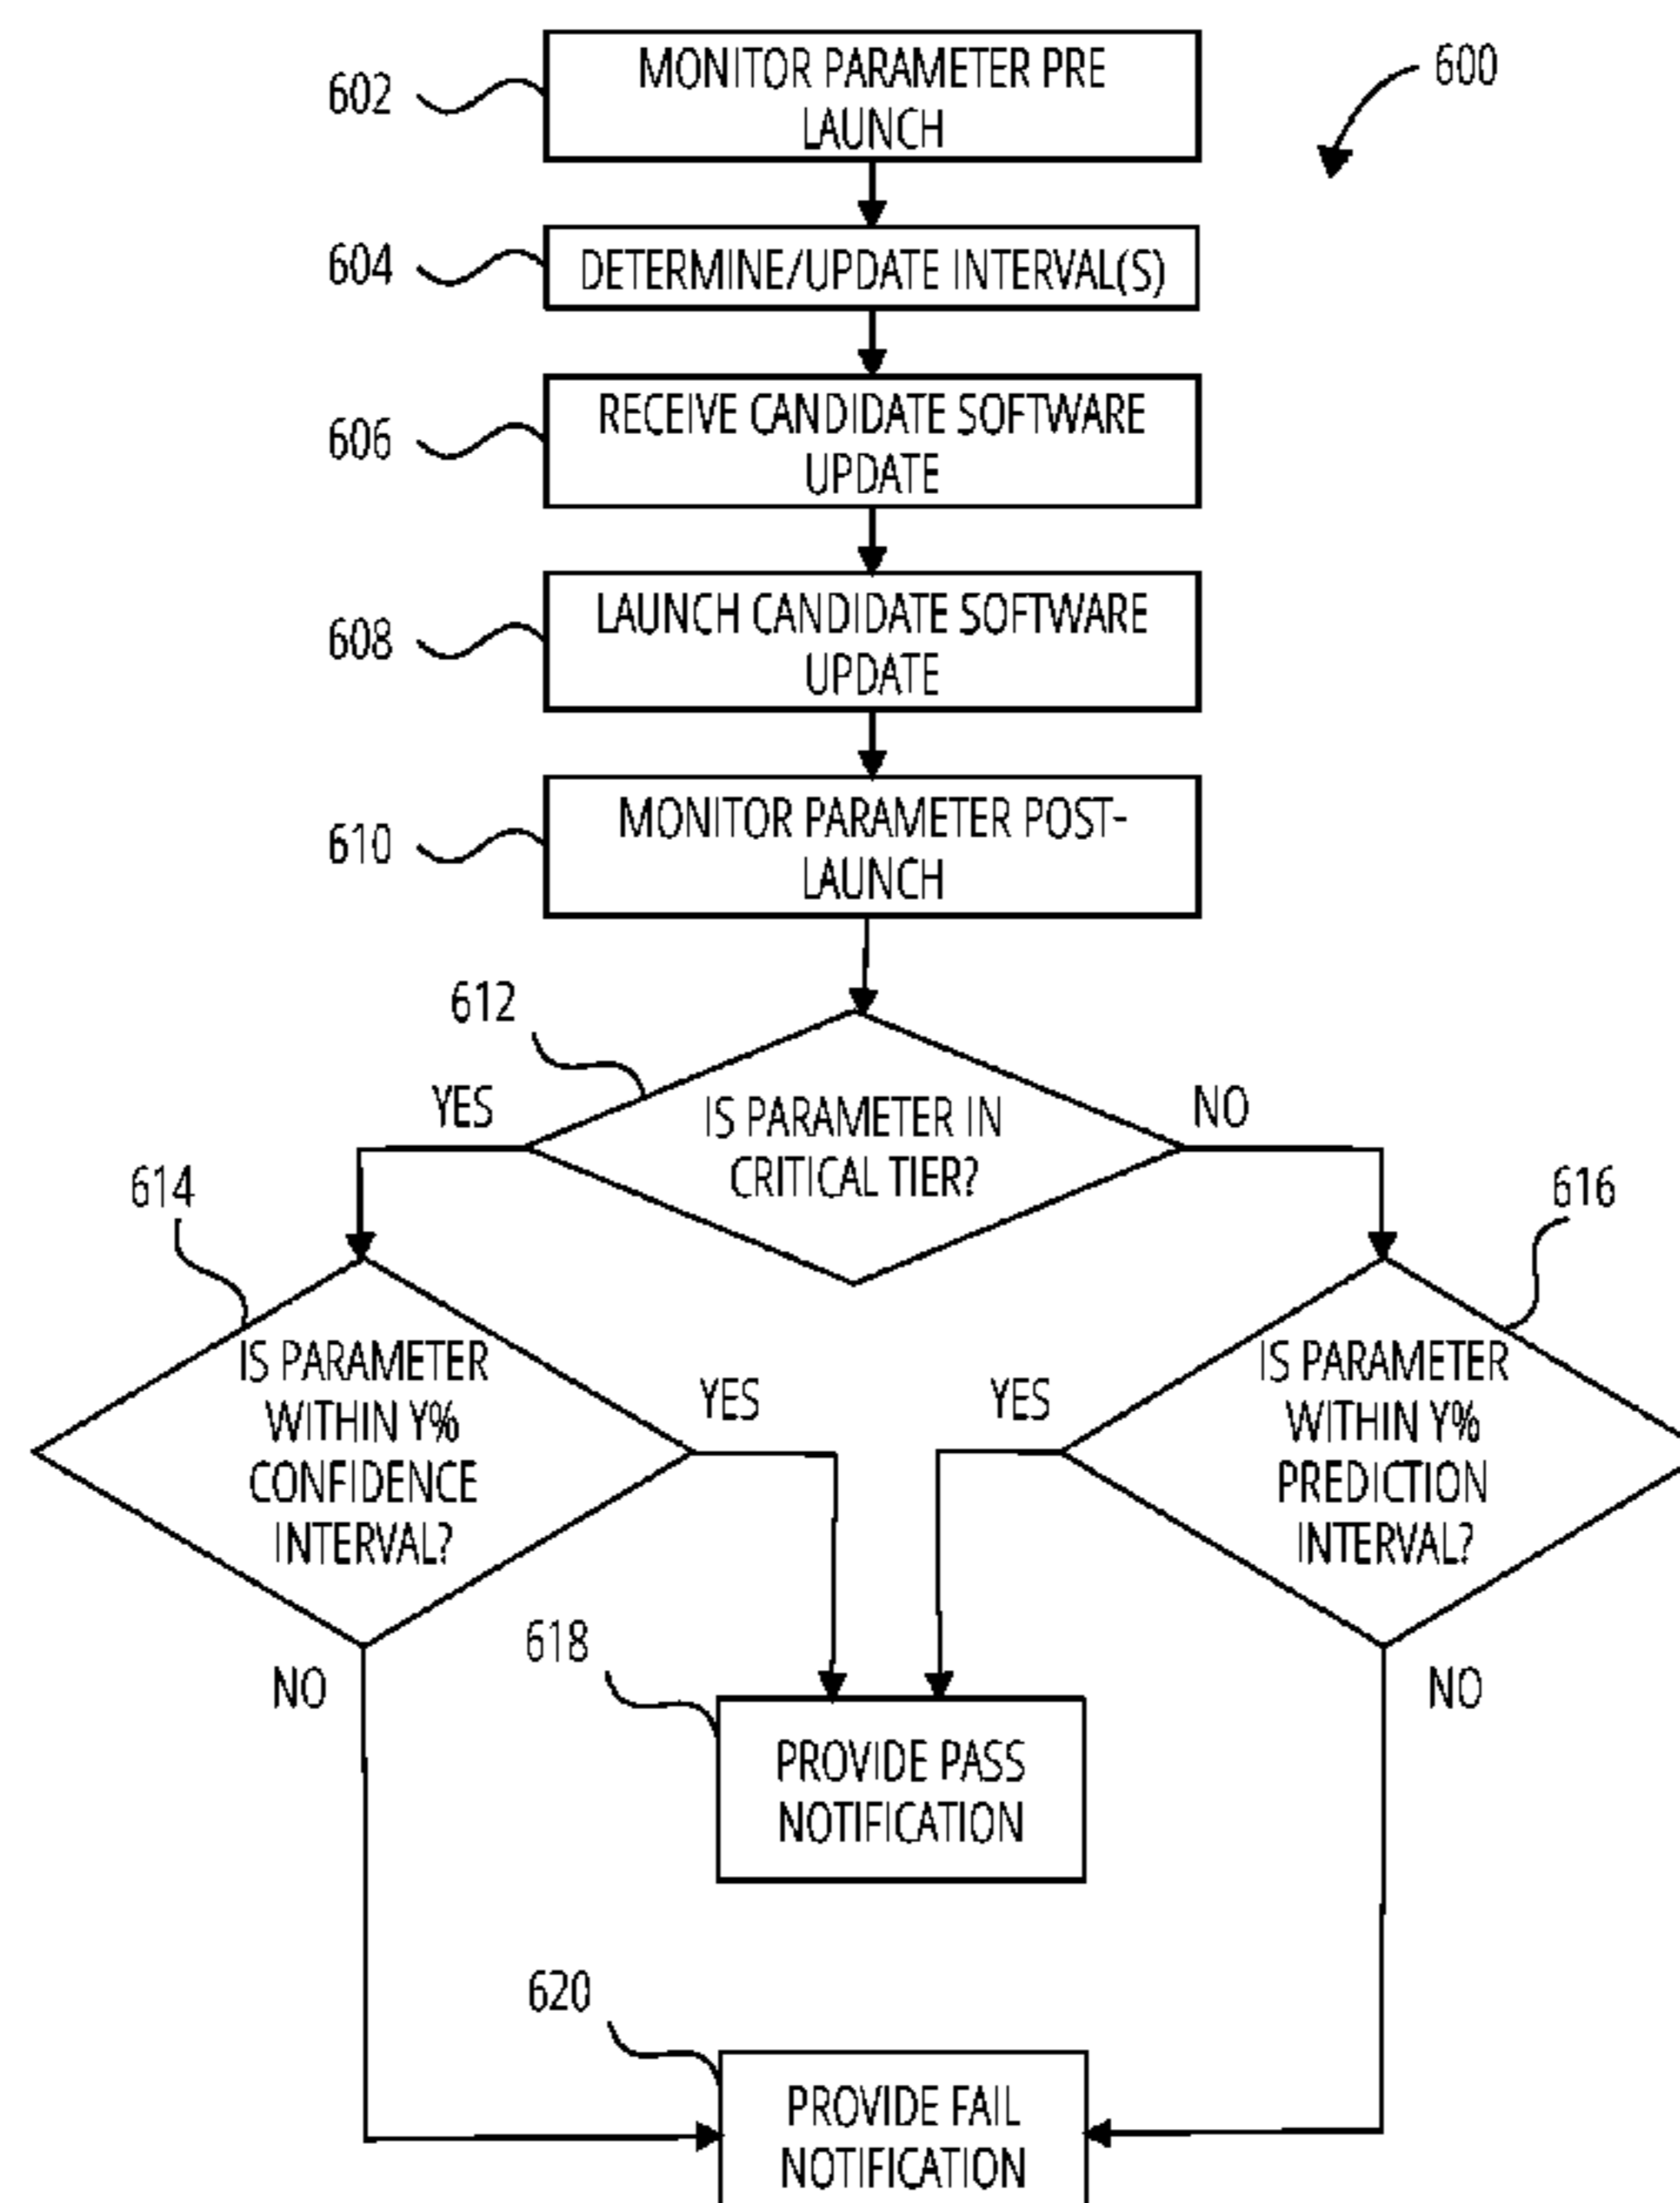 600
602
MONITOR PARAMETER PRE
LAUNCH
604
DETERMINE/UPDATE INTERVAL(S)
606
RECEIVE CANDIDATE SOFTWARE
UPDATE
608
LAUNCH CANDIDATE SOFTWARE
UPDATE
610
MONITOR PARAMETER POST-
LAUNCH
612
YES
IS PARAMETER IN
CRITICAL TIER?
NO
614
IS PARAMETER
WITHIN Y%
CONFIDENCE
INTERVAL?
YES
NO
616
IS PARAMETER
WITHIN Y%
PREDICTION
INTERVAL?
YES
NO
618
PROVIDE PASS
NOTIFICATION
620
PROVIDE FAIL
NOTIFICATION